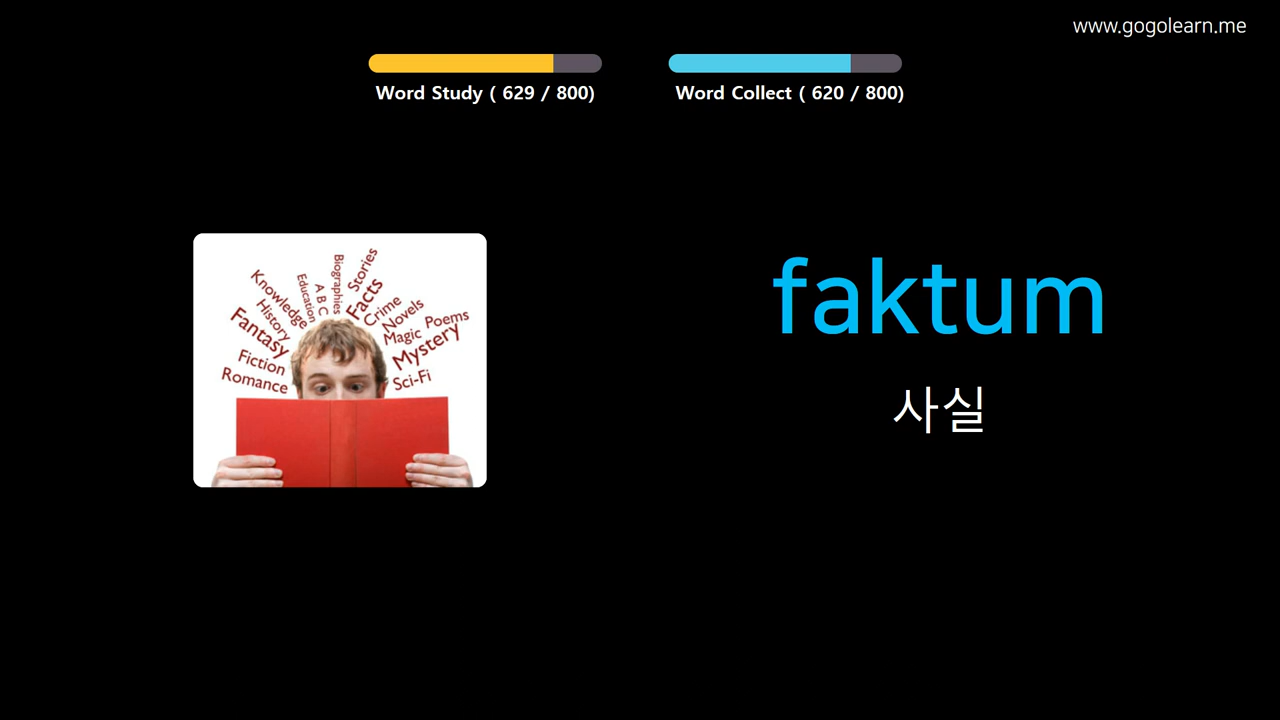 www.gogolearn.me
Word Study ( 629 / 800)
Word Collect ( 620 / 800)
Knowledge
History
Fantasy
Fiction
Romance
Education
A B C
Biographies
Stories
Facts
Crime
Novels
Magic
Poems
Mystery
Sci-Fi
faktum
사실